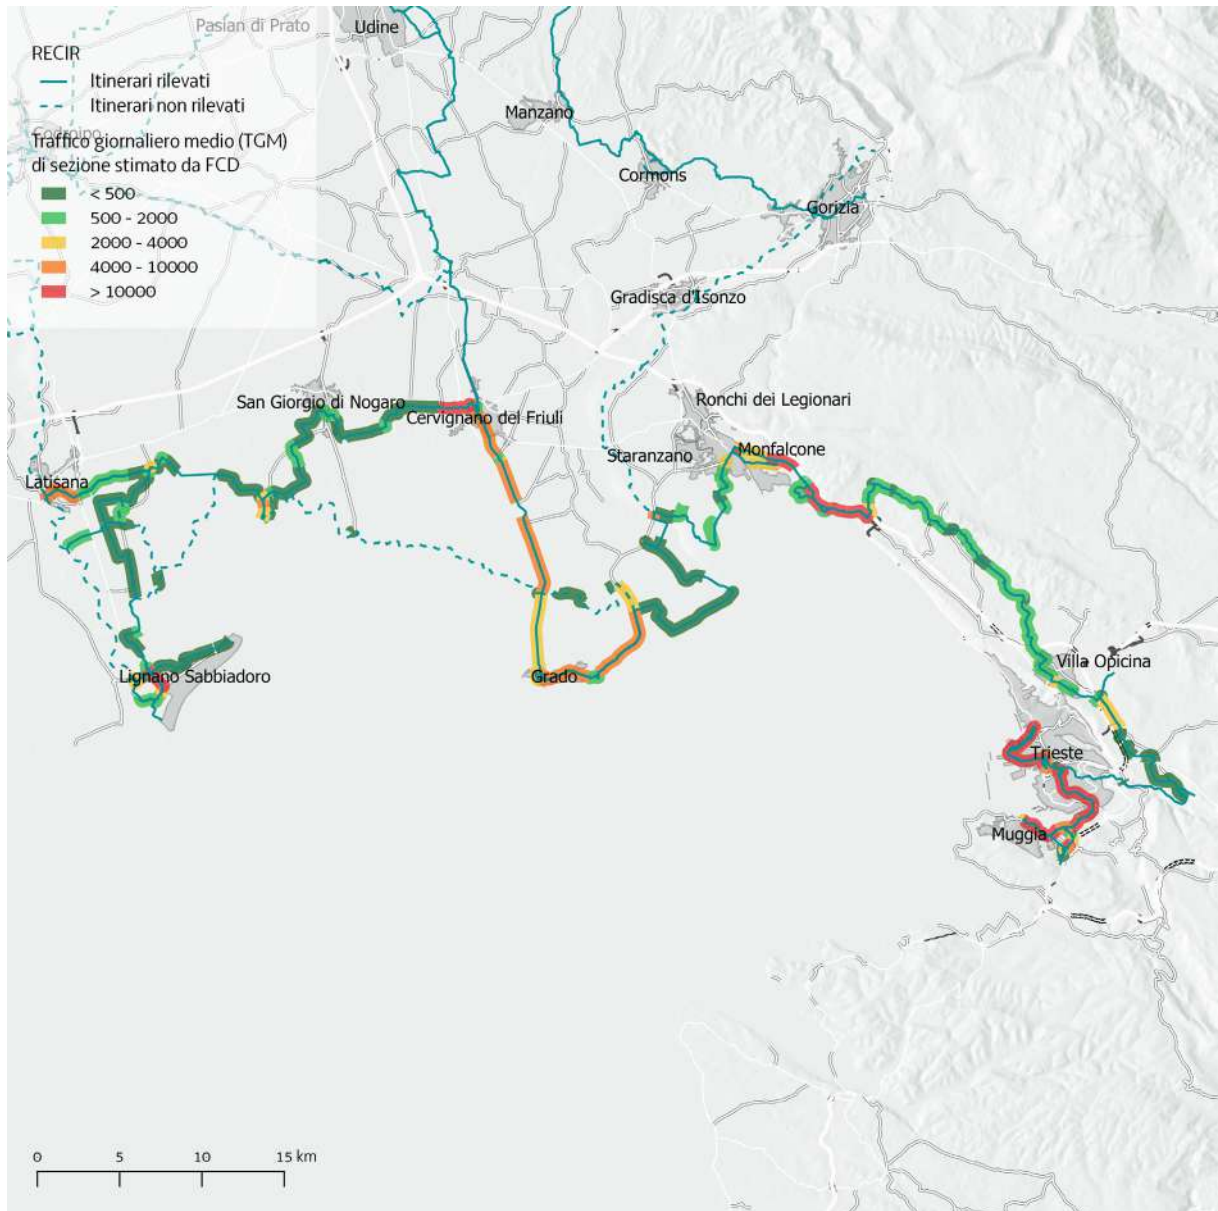 Pasian di Prato
Udine
RECIR
Itinerari rilevati
Itinerari non rilevati
Codroipo
Traffico giornaliero medio (TGM)
di sezione stimato da FCD
< 500
500 - 2000
2000 - 4000
4000 - 10000
> 10000
Manzano
Cormons
Gorizia
Gradisca d'Isonzo
San Giorgio di Nogaro
Cervignano del Friuli
Ronchi dei Legionari
Staranzano
Monfalcone
Latisana
Lignano Sabbiadoro
Grado
Villa Opicina
Trieste
Muggia
0 5 10 15 km